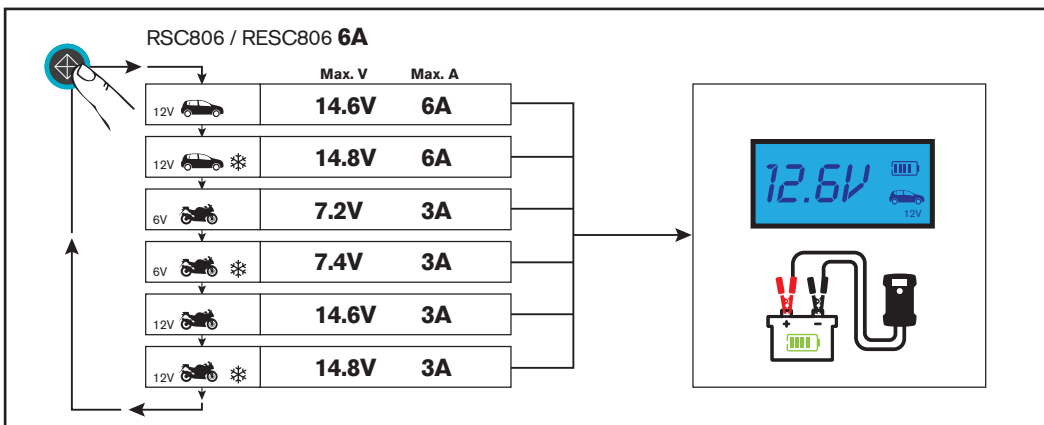 RSC806 / RESC806 6A
Max. V Max. A
12V 14.6V 6A
12V 14.8V 6A
6V 7.2V 3A
6V 7.4V 3A
12V 14.6V 3A
12V 14.8V 3A
12.6V
12V
+ -